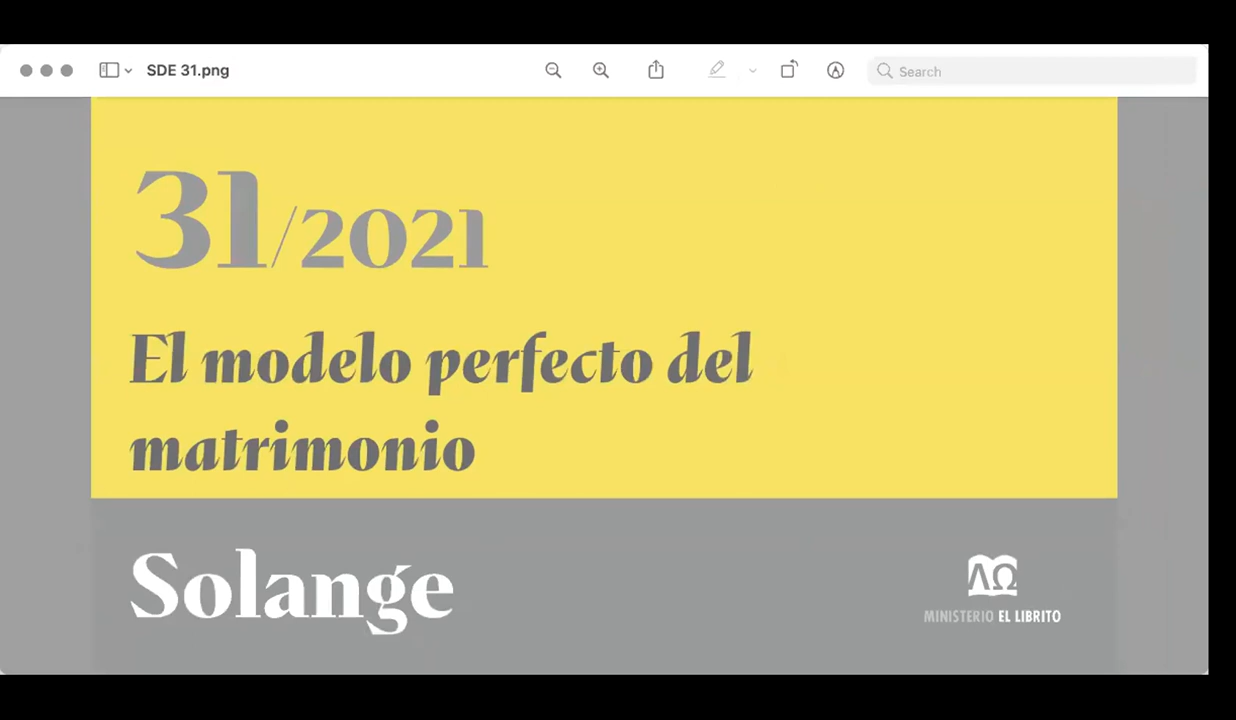 SDE 31.png
Search
31/2021
El modelo perfecto del
matrimonio
Solange
ΛΩ
MINISTERIO EL LIBRITO